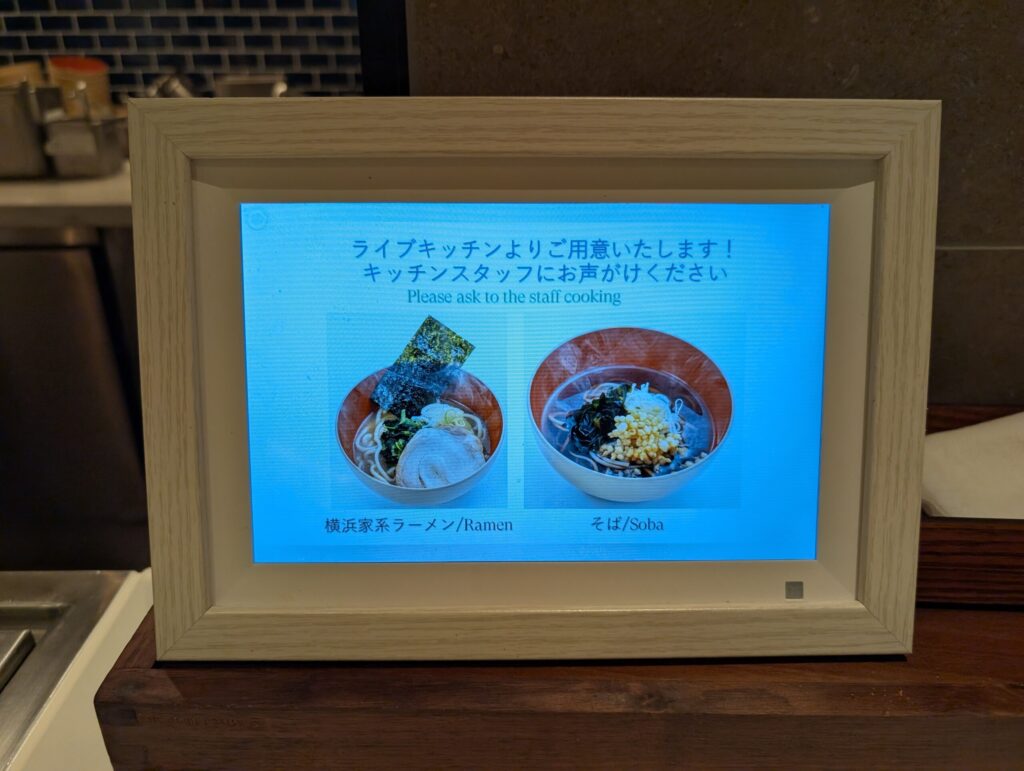 ライブキッチンよりご用意いたします！
キッチンスタッフにお声がけください
Please ask to the staff cooking
横浜家系ラーメン/Ramen
そば/Soba